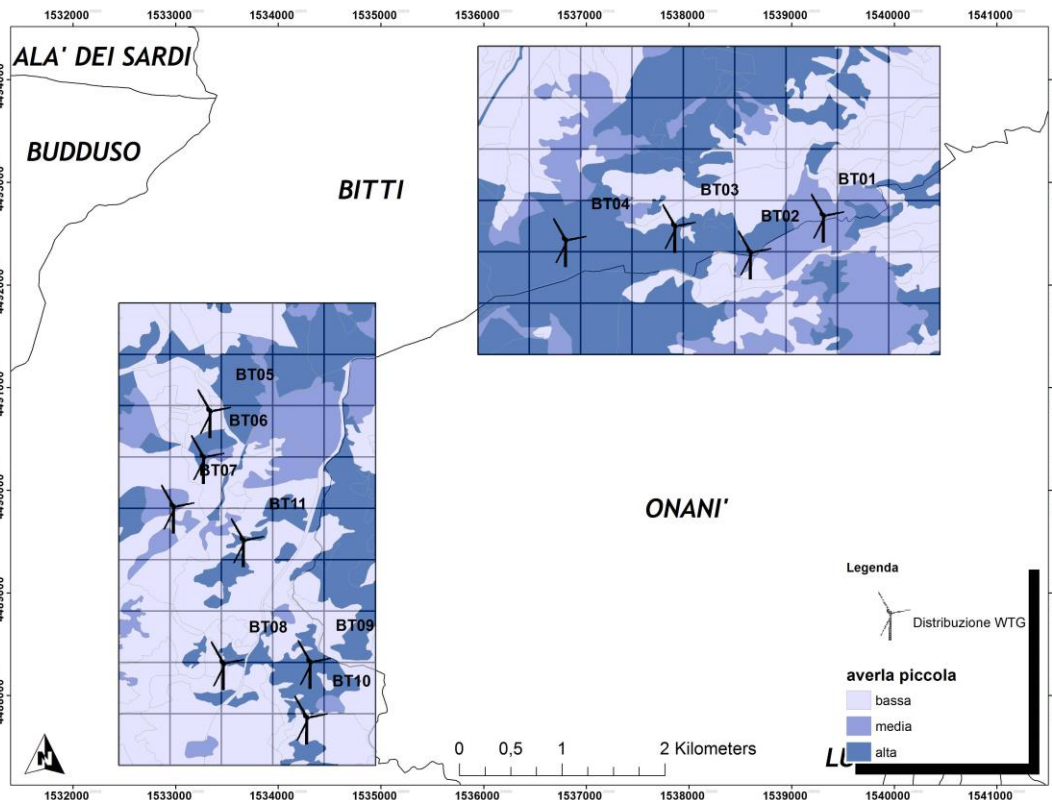 1532000 1533000 1534000 1535000 1536000 1537000 1538000 1539000 1540000 1541000
ALA' DEI SARDI
BUDDUSO
BITTI
BT01
BT03
BT04
BT02
BT05
BT06
BT07
BT11
ONANI'
BT08
BT09
BT10
Legenda
Distribuzione WTG
averla piccola
bassa
media
alta
0 0,5 1 2 Kilometers
N
1532000 1533000 1534000 1535000 1536000 1537000 1538000 1539000 1540000 1541000